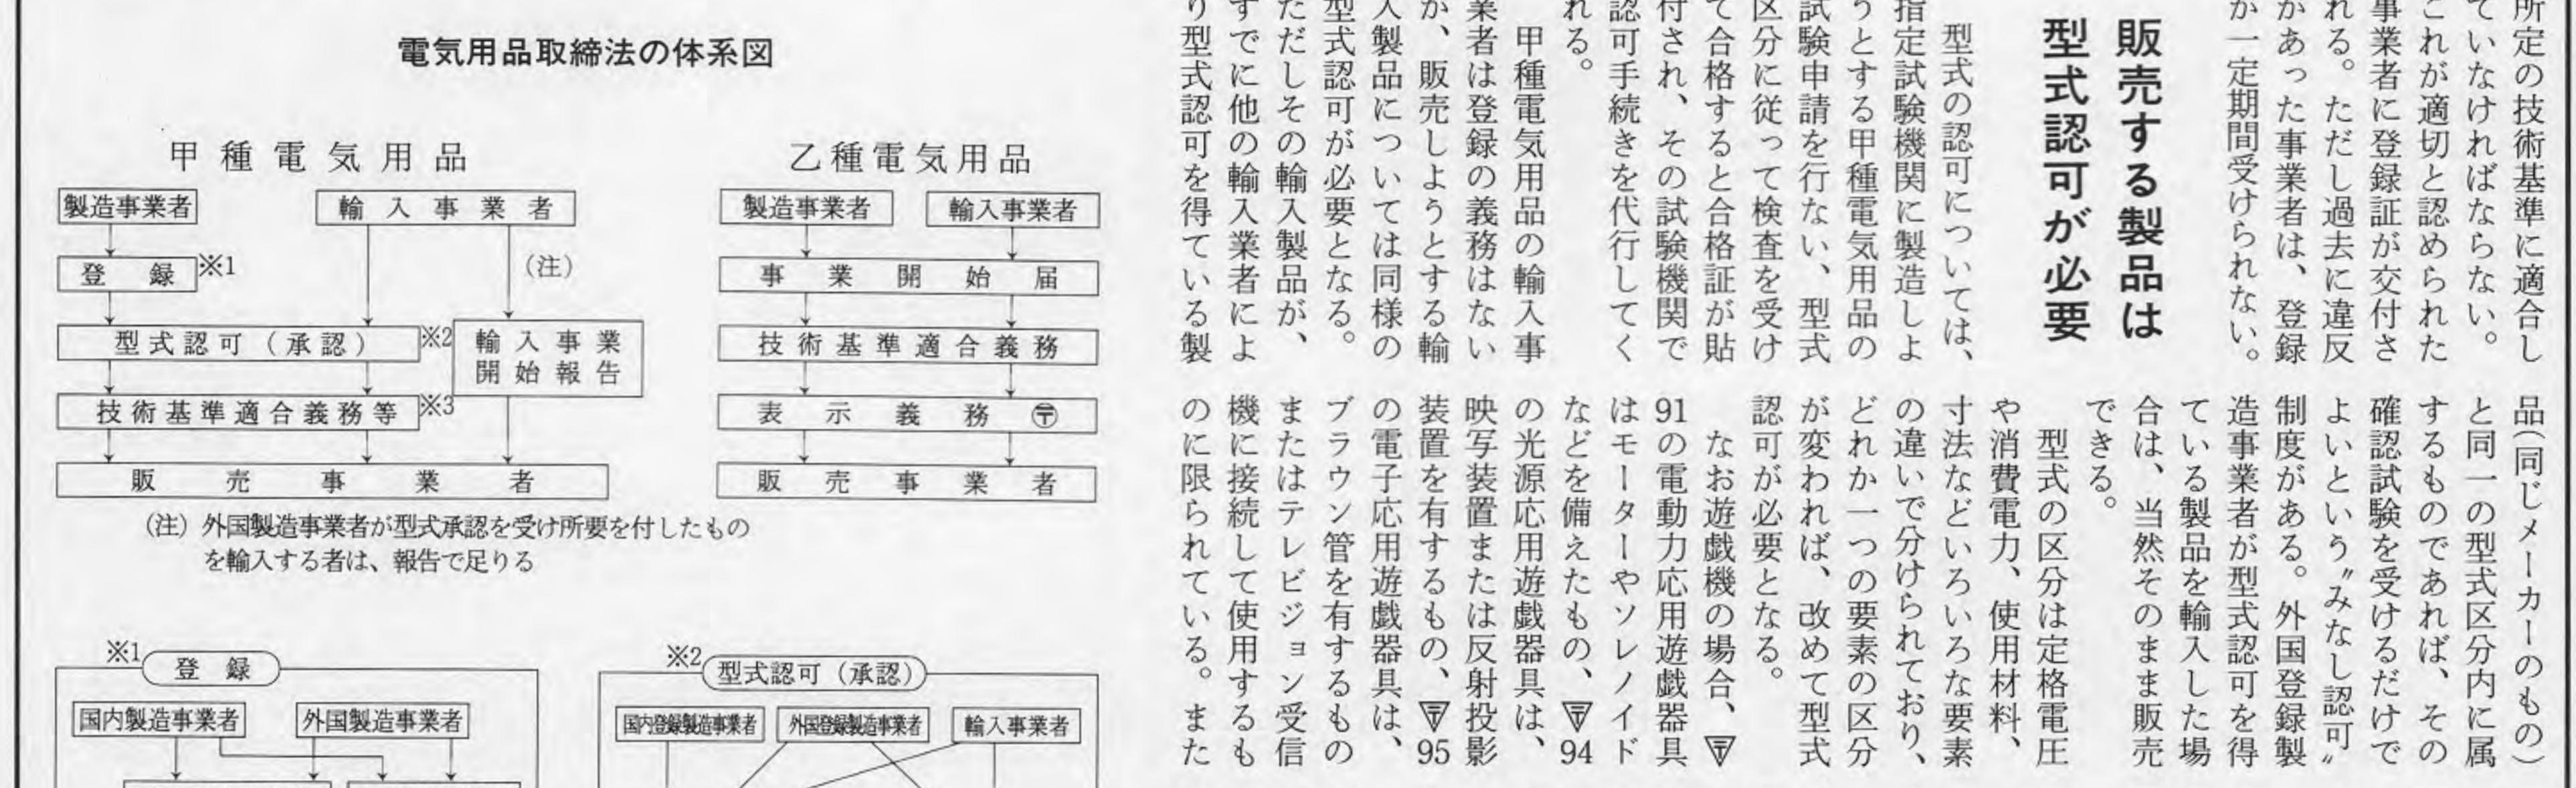 所定の技術基準に適合し
ていなければならない。
これが適切と認められた
事業者に登録証が交付さ
れる。ただし過去に違反
があった事業者は、登録
が一定期間受けられない。
販売する製品は
型式認可が必要
型式の認可については、
指定試験機関に製造しよ
うとする甲種電気用品の
試験申請を行ない、型式
区分に従って検査を受け
て合格すると合格証が貼
付され、その試験機関で
認可手続きを代行してく
れる。
甲種電気用品の輸入事
業者は登録の義務はない
が、販売しようとする輸
入製品については同様の
型式認可が必要となる。
ただしその輸入製品が、
すでに他の輸入業者によ
り型式認可を得ている製
品(同じメーカーのもの)
と同一の型式区分内に属
するものであれば、その
確認試験を受けるだけで
よいという〝みなし認可〟
制度がある。外国登録製
造事業者が型式認可を得
ている製品を輸入した場
合は、当然そのまま販売
できる。
型式の区分は定格電圧
や消費電力、使用材料、
寸法などいろいろな要素
の違いで分けられており、
どれか一つの要素の区分
が変われば、改めて型式
認可が必要となる。
なお遊戯機の場合、▽
91の電動力応用遊戯器具
はモーターやソレノイド
などを備えたもの、▽94
の光源応用遊戯器具は、
映写装置または反射投影
装置を有するもの、▽95
の電子応用遊戯器具は、
ブラウン管を有するもの
またはテレビジョン受信
機に接続して使用するも
のに限られている。また
電気用品取締法の体系図
甲種電気用品
製造事業者
輸入事業者
登録 ※1
(注)
型式認可(承認) ※2
輸入事業
開始報告
技術基準適合義務等 ※3
販売事業者
乙種電気用品
製造事業者
輸入事業者
事業開始届
技術基準適合義務
表示義務 〶
販売事業者
(注) 外国製造事業者が型式承認を受け所要を付したもの
を輸入する者は、報告で足りる
※1 登録
国内製造事業者
外国製造事業者
※2 型式認可(承認)
国内登録製造事業者
外国登録製造事業者
輸入事業者